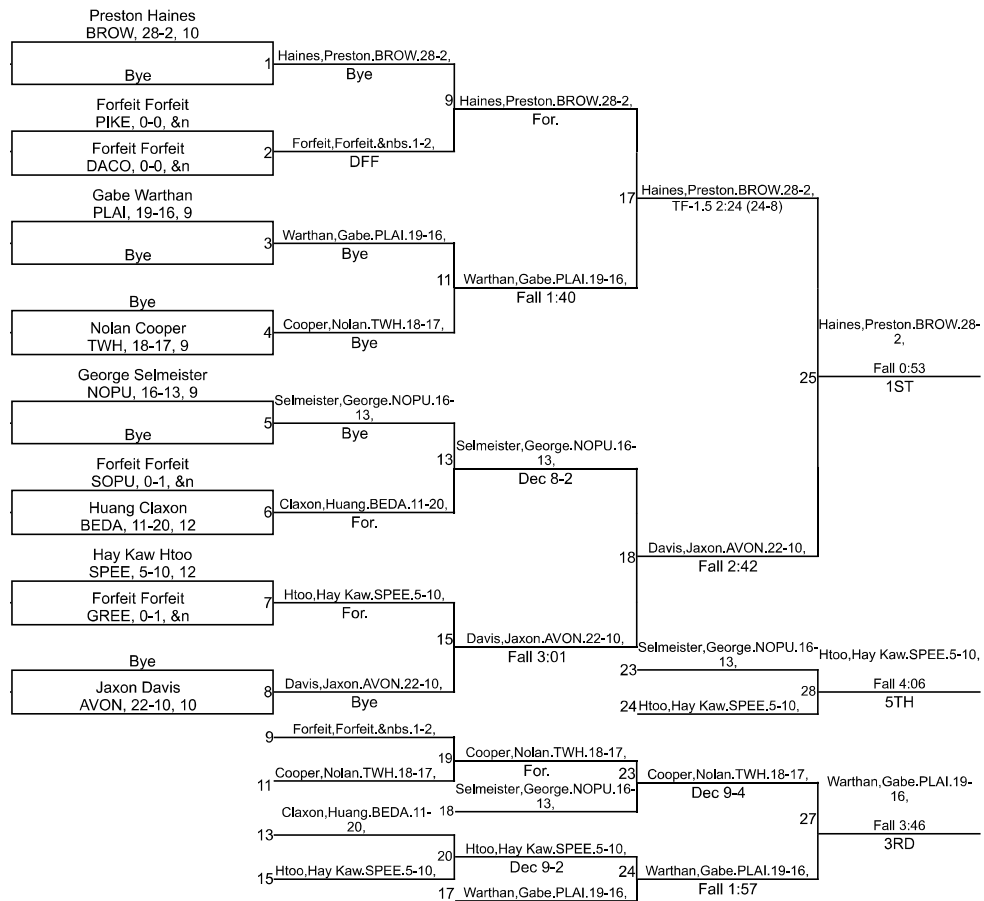 Preston Haines
BROW, 28-2, 10
Bye
1
Haines,Preston.BROW.28-2,
Bye
Forfeit Forfeit
PIKE, 0-0, &n
Forfeit Forfeit
DACO, 0-0, &n
2
Forfeit,Forfeit.&nbs.1-2,
DFF
9
Haines,Preston.BROW.28-2,
For.
Gabe Warthan
PLAI, 19-16, 9
Bye
3
Warthan,Gabe.PLAI.19-16,
Bye
Bye
Nolan Cooper
TWH, 18-17, 9
4
Cooper,Nolan.TWH.18-17,
Bye
11
Warthan,Gabe.PLAI.19-16,
Fall 1:40
17
Haines,Preston.BROW.28-2,
TF-1.5 2:24 (24-8)
George Selmeister
NOPU, 16-13, 9
Bye
5
Selmeister,George.NOPU.16-
13,
Bye
Forfeit Forfeit
SOPU, 0-1, &n
Huang Claxon
BEDA, 11-20, 12
6
Claxon,Huang.BEDA.11-20,
For.
13
Selmeister,George.NOPU.16-
13,
Dec 8-2
Hay Kaw Htoo
SPEE, 5-10, 12
Forfeit Forfeit
GREE, 0-1, &n
7
Htoo,Hay Kaw.SPEE.5-10,
For.
Bye
Jaxon Davis
AVON, 22-10, 10
8
Davis,Jaxon.AVON.22-10,
Bye
15
Davis,Jaxon.AVON.22-10,
Fall 3:01
18
Davis,Jaxon.AVON.22-10,
Fall 2:42
25
Haines,Preston.BROW.28-
2,
Fall 0:53
1ST
23
Selmeister,George.NOPU.16-
13,
24
Htoo,Hay Kaw.SPEE.5-10,
28
Htoo,Hay Kaw.SPEE.5-10,
Fall 4:06
5TH
9
Forfeit,Forfeit.&nbs.1-2,
11
Cooper,Nolan.TWH.18-17,
19
Cooper,Nolan.TWH.18-17,
For.
18
Selmeister,George.NOPU.16-
13,
23
Cooper,Nolan.TWH.18-17,
Dec 9-4
13
Claxon,Huang.BEDA.11-
20,
15
Htoo,Hay Kaw.SPEE.5-10,
20
Htoo,Hay Kaw.SPEE.5-10,
Dec 9-2
17
Warthan,Gabe.PLAI.19-16,
24
Warthan,Gabe.PLAI.19-16,
Fall 1:57
27
Warthan,Gabe.PLAI.19-
16,
Fall 3:46
3RD